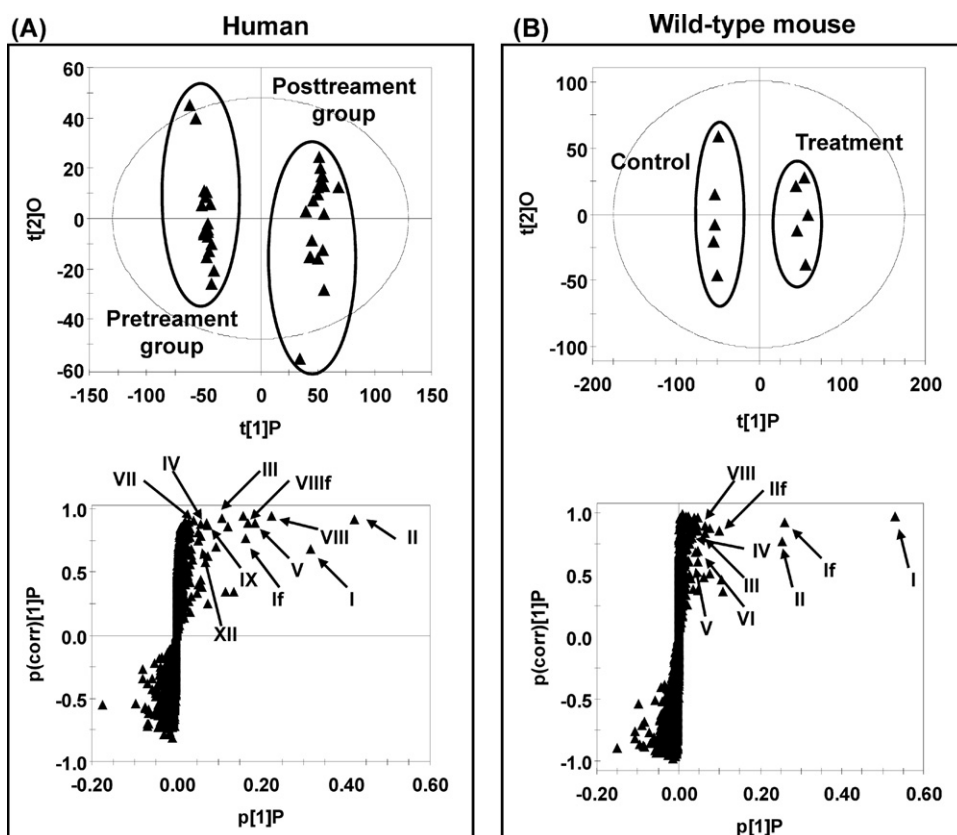 (A) Human
60
40
20
0
-20
-40
-60
t[2]O
Posttreament
group
Pretreament
group
-150 -100 -50 0 50 100 150
t[1]P
VII IV III VIIIf
VIII II
IX If V I
XII
1.0
0.5
0.0
-0.5
-1.0
p(corr)[1]P
-0.20 0.00 0.20 0.40 0.60
p[1]P
(B) Wild-type mouse
100
50
0
-50
-100
t[2]O
Control
Treatment
-200 -100 0 100 200
t[1]P
VIII IIf
IV If I
III II
V VI
1.0
0.5
0.0
-0.5
-1.0
p(corr)[1]P
-0.20 0.00 0.20 0.40 0.60
p[1]P